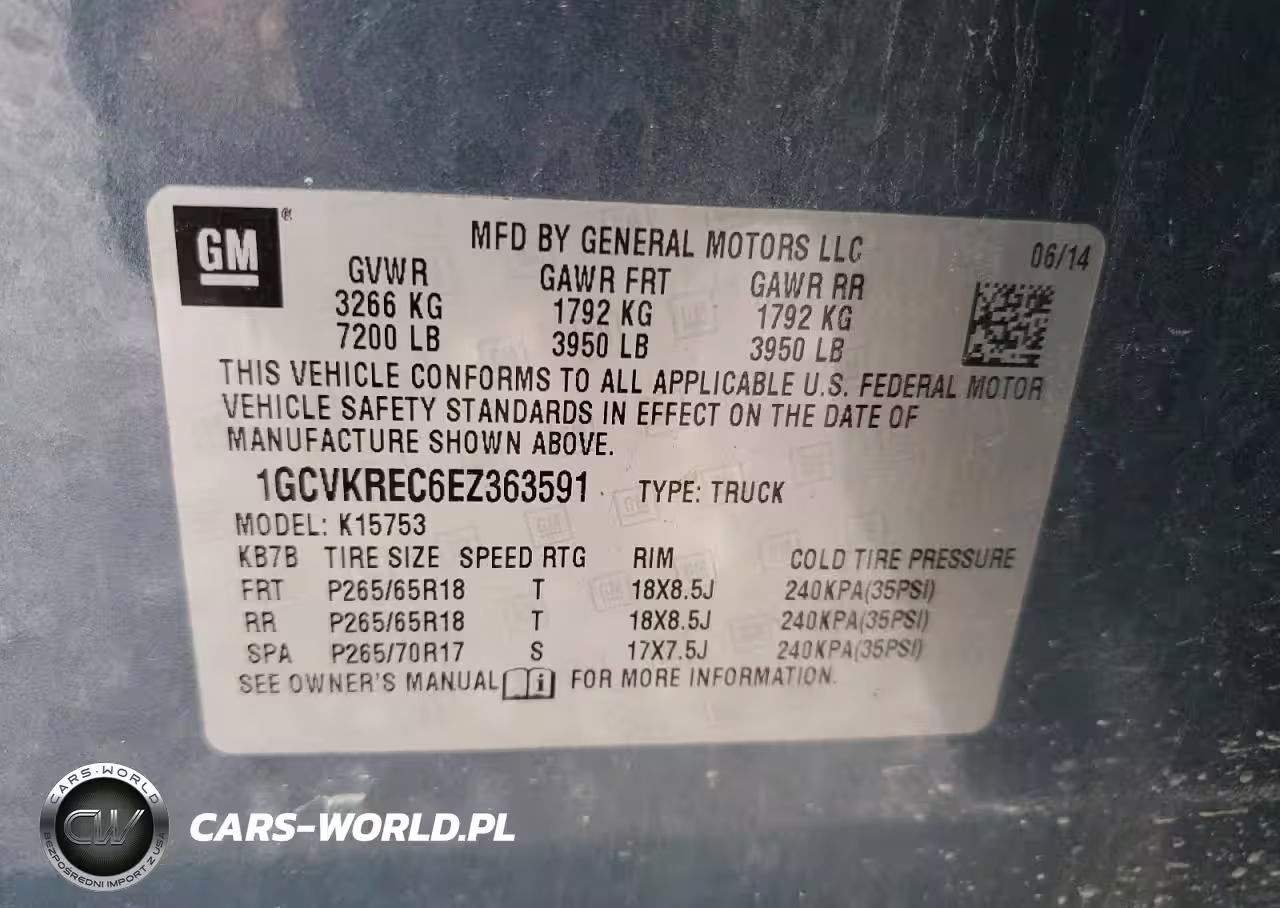 GM®
MFD BY GENERAL MOTORS LLC
06/14
GVWR GAWR FRT GAWR RR
3266 KG 1792 KG 1792 KG
7200 LB 3950 LB 3950 LB
THIS VEHICLE CONFORMS TO ALL APPLICABLE U.S. FEDERAL MOTOR
VEHICLE SAFETY STANDARDS IN EFFECT ON THE DATE OF
MANUFACTURE SHOWN ABOVE.
1GCVKREC6EZ363591 TYPE: TRUCK
MODEL: K15753
KB7B TIRE SIZE SPEED RTG RIM COLD TIRE PRESSURE
FRT P265/65R18 T 18X8.5J 240KPA(35PSI)
RR P265/65R18 T 18X8.5J 240KPA(35PSI)
SPA P265/70R17 S 17X7.5J 240KPA(35PSI)
SEE OWNER'S MANUAL i FOR MORE INFORMATION.
CARS-WORLD
CW
BEZPOŚREDNI IMPORT Z USA
CARS-WORLD.PL